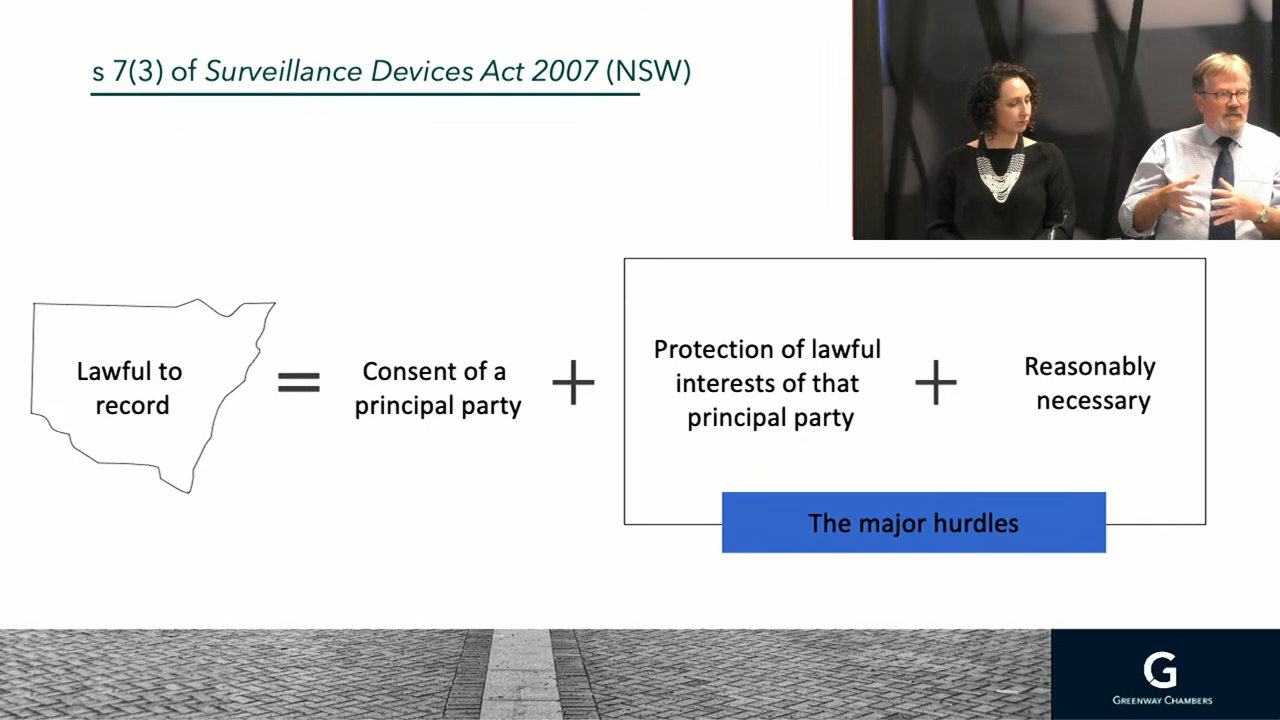 s 7(3) of Surveillance Devices Act 2007 (NSW)
Lawful to
record
=
Consent of a
principal party
+
Protection of lawful
interests of that
principal party
+
Reasonably
necessary
The major hurdles
G
GREENWAY CHAMBERS